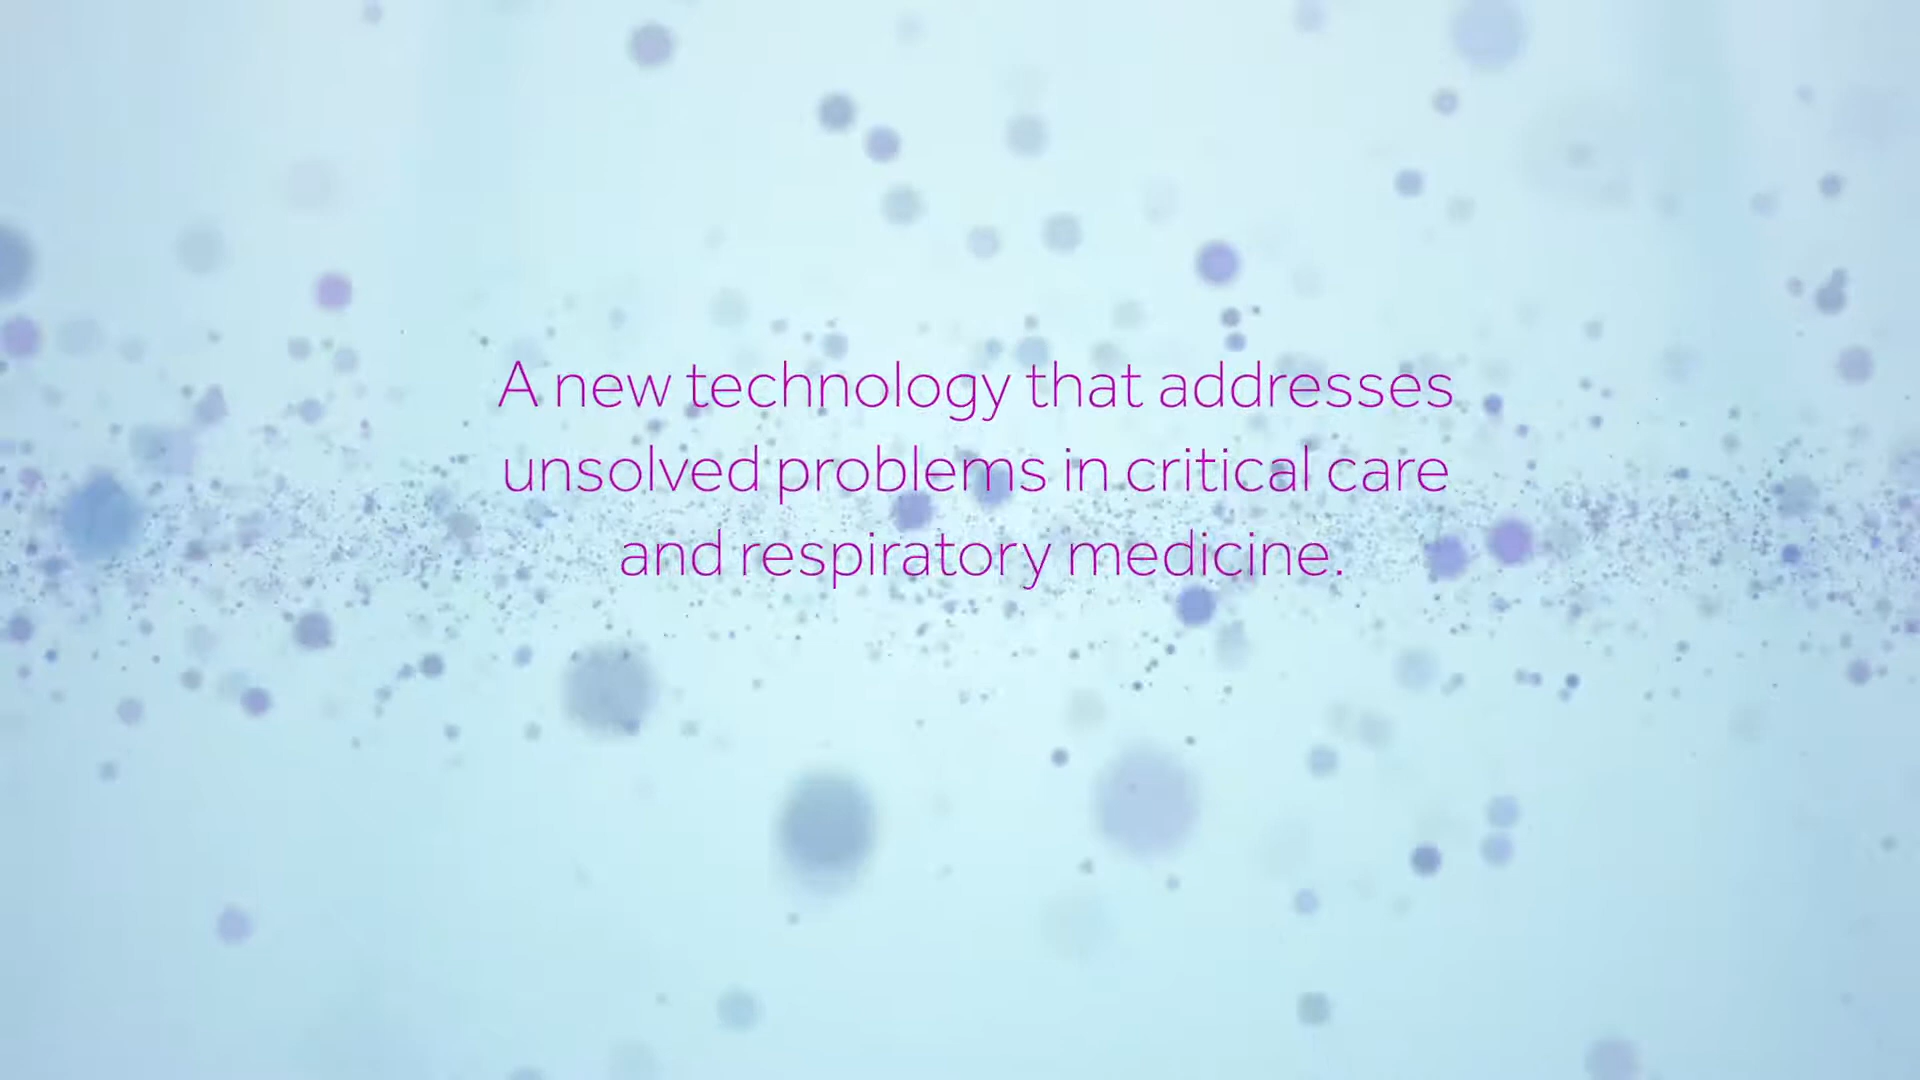 A new technology that addresses
unsolved problems in critical care
and respiratory medicine.